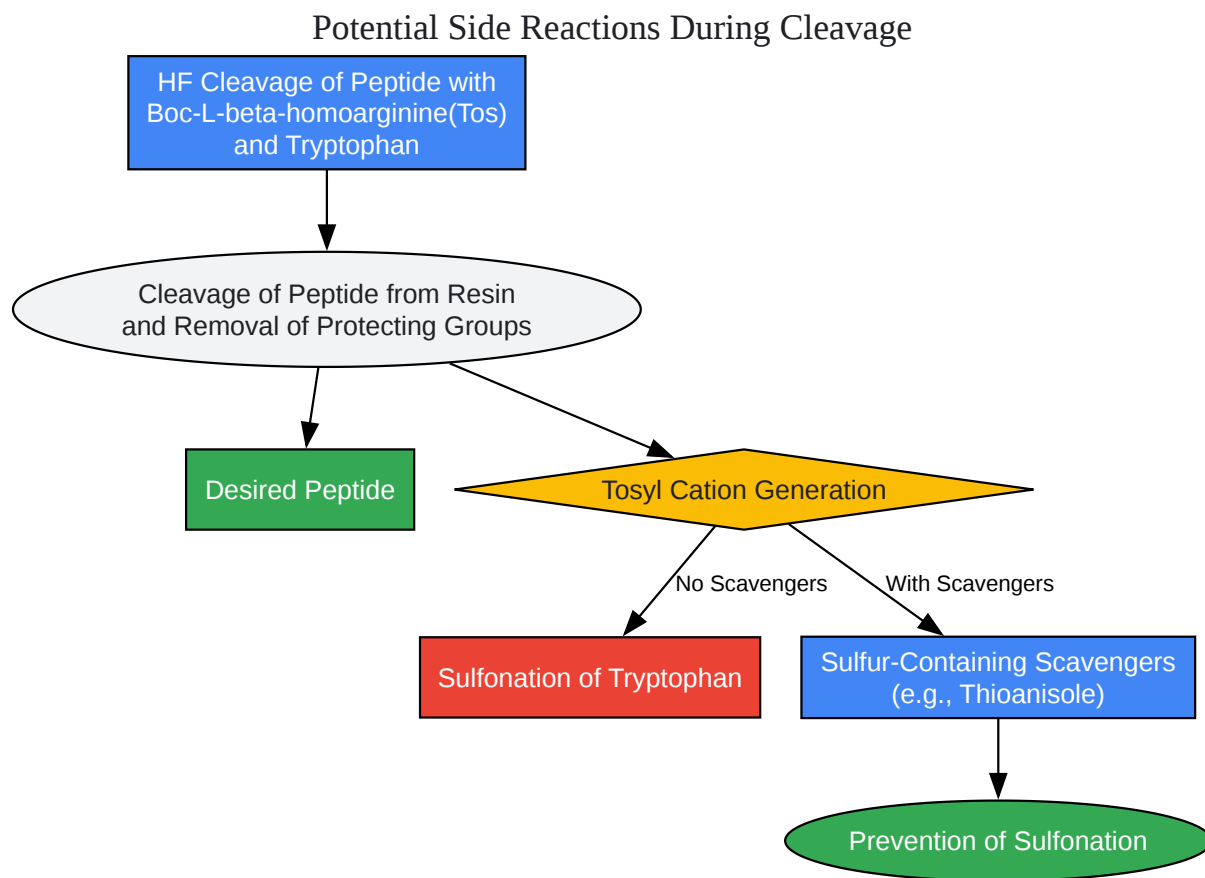 Potential Side Reactions During Cleavage
HF Cleavage of Peptide with
Boc-L-beta-homoarginine(Tos)
and Tryptophan
Cleavage of Peptide from Resin
and Removal of Protecting Groups
Desired Peptide
Tosyl Cation Generation
No Scavengers
With Scavengers
Sulfonation of Tryptophan
Sulfur-Containing Scavengers
(e.g., Thioanisole)
Prevention of Sulfonation